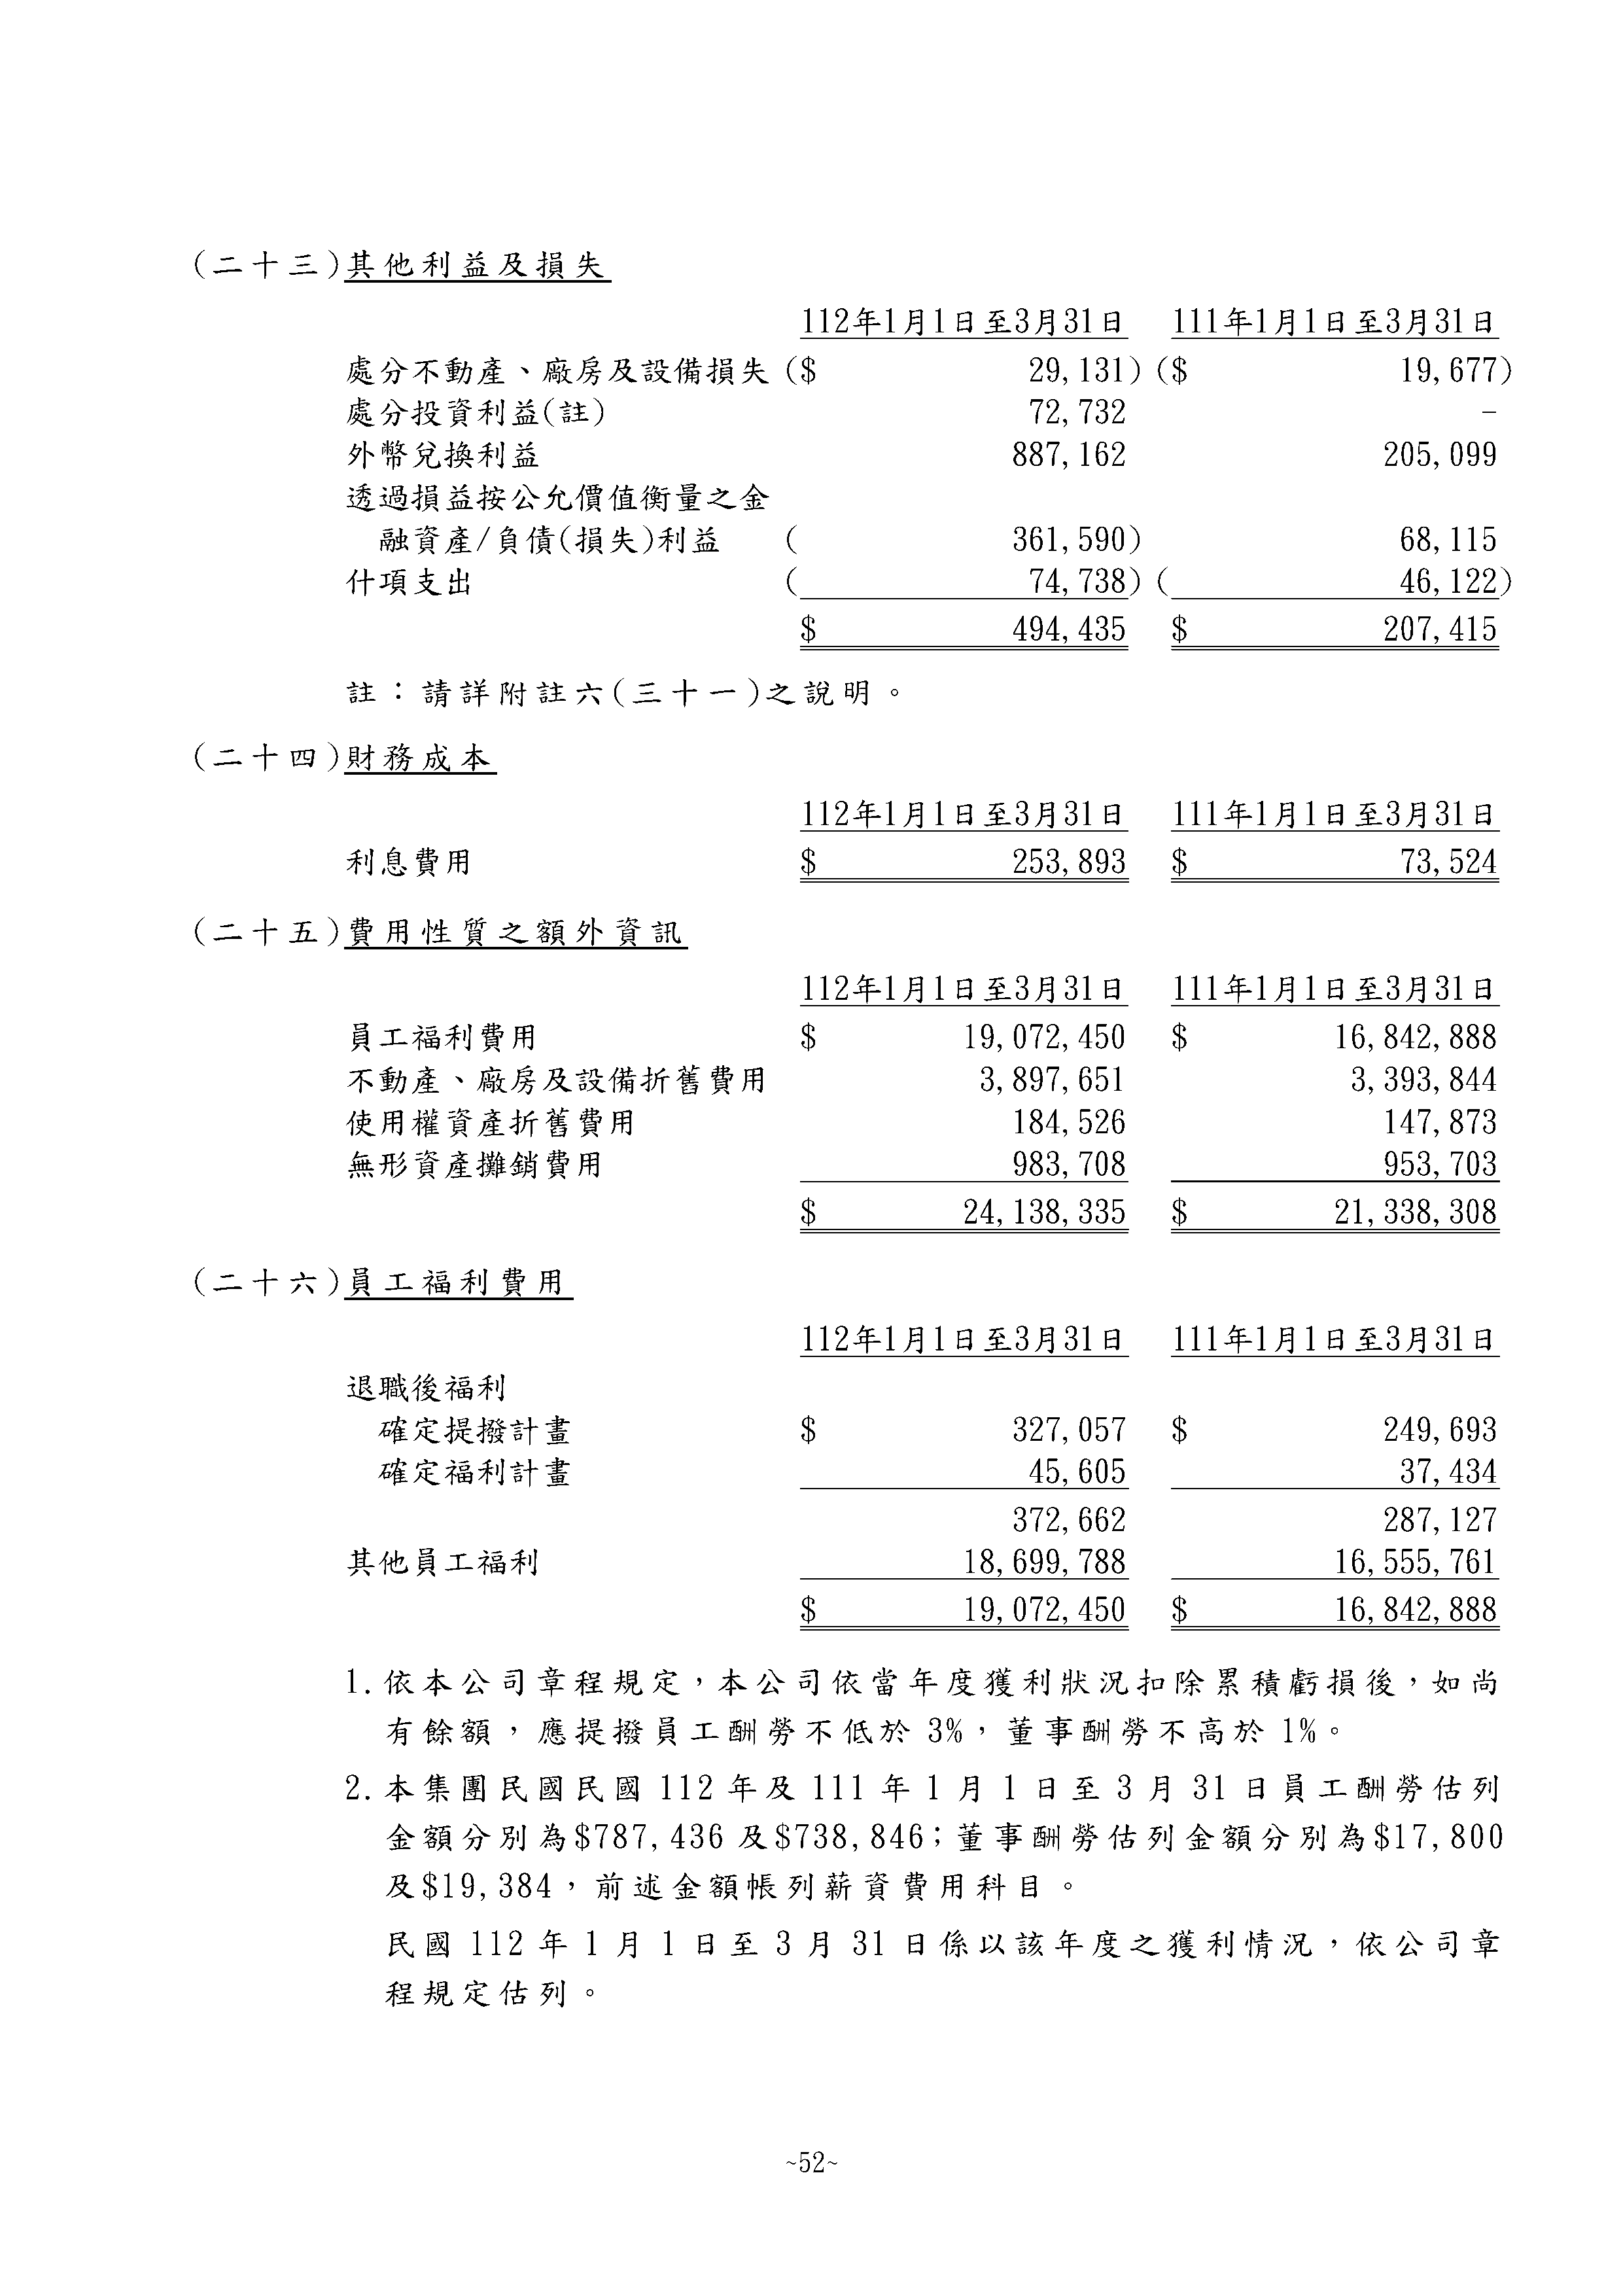 (二十三)其他利益及損失
112年1月1日至3月31日 111年1月1日至3月31日
處分不動產、廠房及設備損失 ($ 29,131) ($ 19,677)
處分投資利益(註) 72,732 -
外幣兌換利益 887,162 205,099
透過損益按公允價值衡量之金
融資產/負債(損失)利益 ( 361,590) 68,115
什項支出 ( 74,738) ( 46,122)
$ 494,435 $ 207,415
註：請詳附註六(三十一)之說明。
(二十四)財務成本
112年1月1日至3月31日 111年1月1日至3月31日
利息費用 $ 253,893 $ 73,524
(二十五)費用性質之額外資訊
112年1月1日至3月31日 111年1月1日至3月31日
員工福利費用 $ 19,072,450 $ 16,842,888
不動產、廠房及設備折舊費用 3,897,651 3,393,844
使用權資產折舊費用 184,526 147,873
無形資產攤銷費用 983,708 953,703
$ 24,138,335 $ 21,338,308
(二十六)員工福利費用
112年1月1日至3月31日 111年1月1日至3月31日
退職後福利
確定提撥計畫 $ 327,057 $ 249,693
確定福利計畫 45,605 37,434
372,662 287,127
其他員工福利 18,699,788 16,555,761
$ 19,072,450 $ 16,842,888
1.依本公司章程規定，本公司依當年度獲利狀況扣除累積虧損後，如尚
有餘額，應提撥員工酬勞不低於 3%，董事酬勞不高於 1%。
2.本集團民國民國 112 年及 111 年 1 月 1 日至 3 月 31 日員工酬勞估列
金額分別為$787,436 及$738,846；董事酬勞估列金額分別為$17,800
及$19,384，前述金額帳列薪資費用科目。
民國 112 年 1 月 1 日至 3 月 31 日係以該年度之獲利情況，依公司章
程規定估列。
~52~